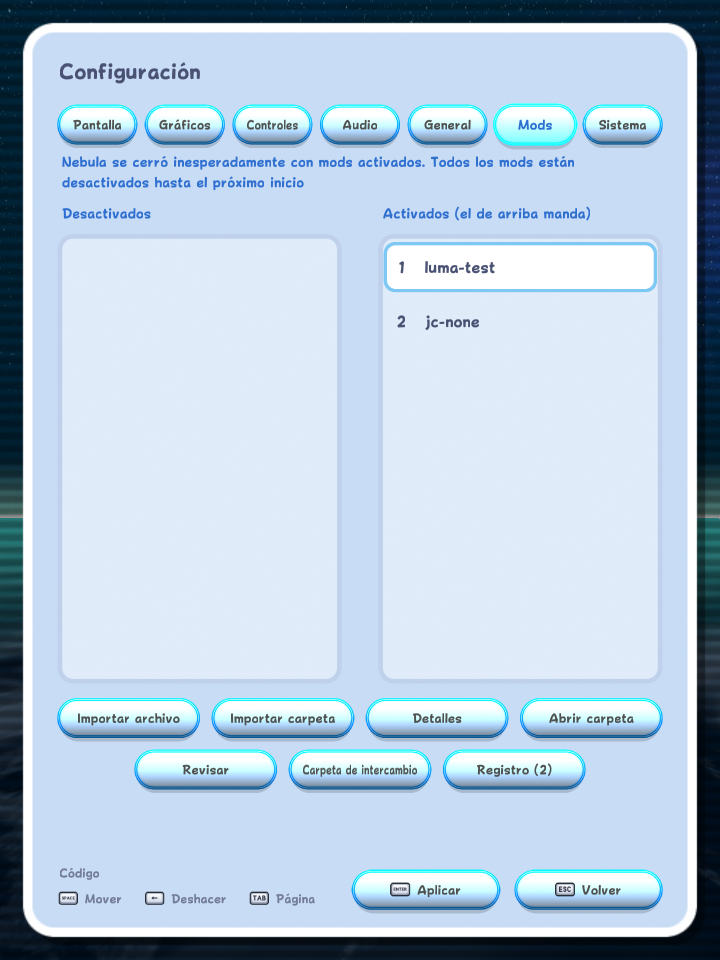 Configuración
Pantalla Gráficos Controles Audio General Mods Sistema
Nebula se cerró inesperadamente con mods activados. Todos los mods están
desactivados hasta el próximo inicio
Desactivados Activados (el de arriba manda)
1 luma-test
2 jc-none
Importar archivo Importar carpeta Detalles Abrir carpeta
Revisar Carpeta de intercambio Registro (2)
Código
SPACE Mover ← Deshacer TAB Página ENTER Aplicar ESC Volver